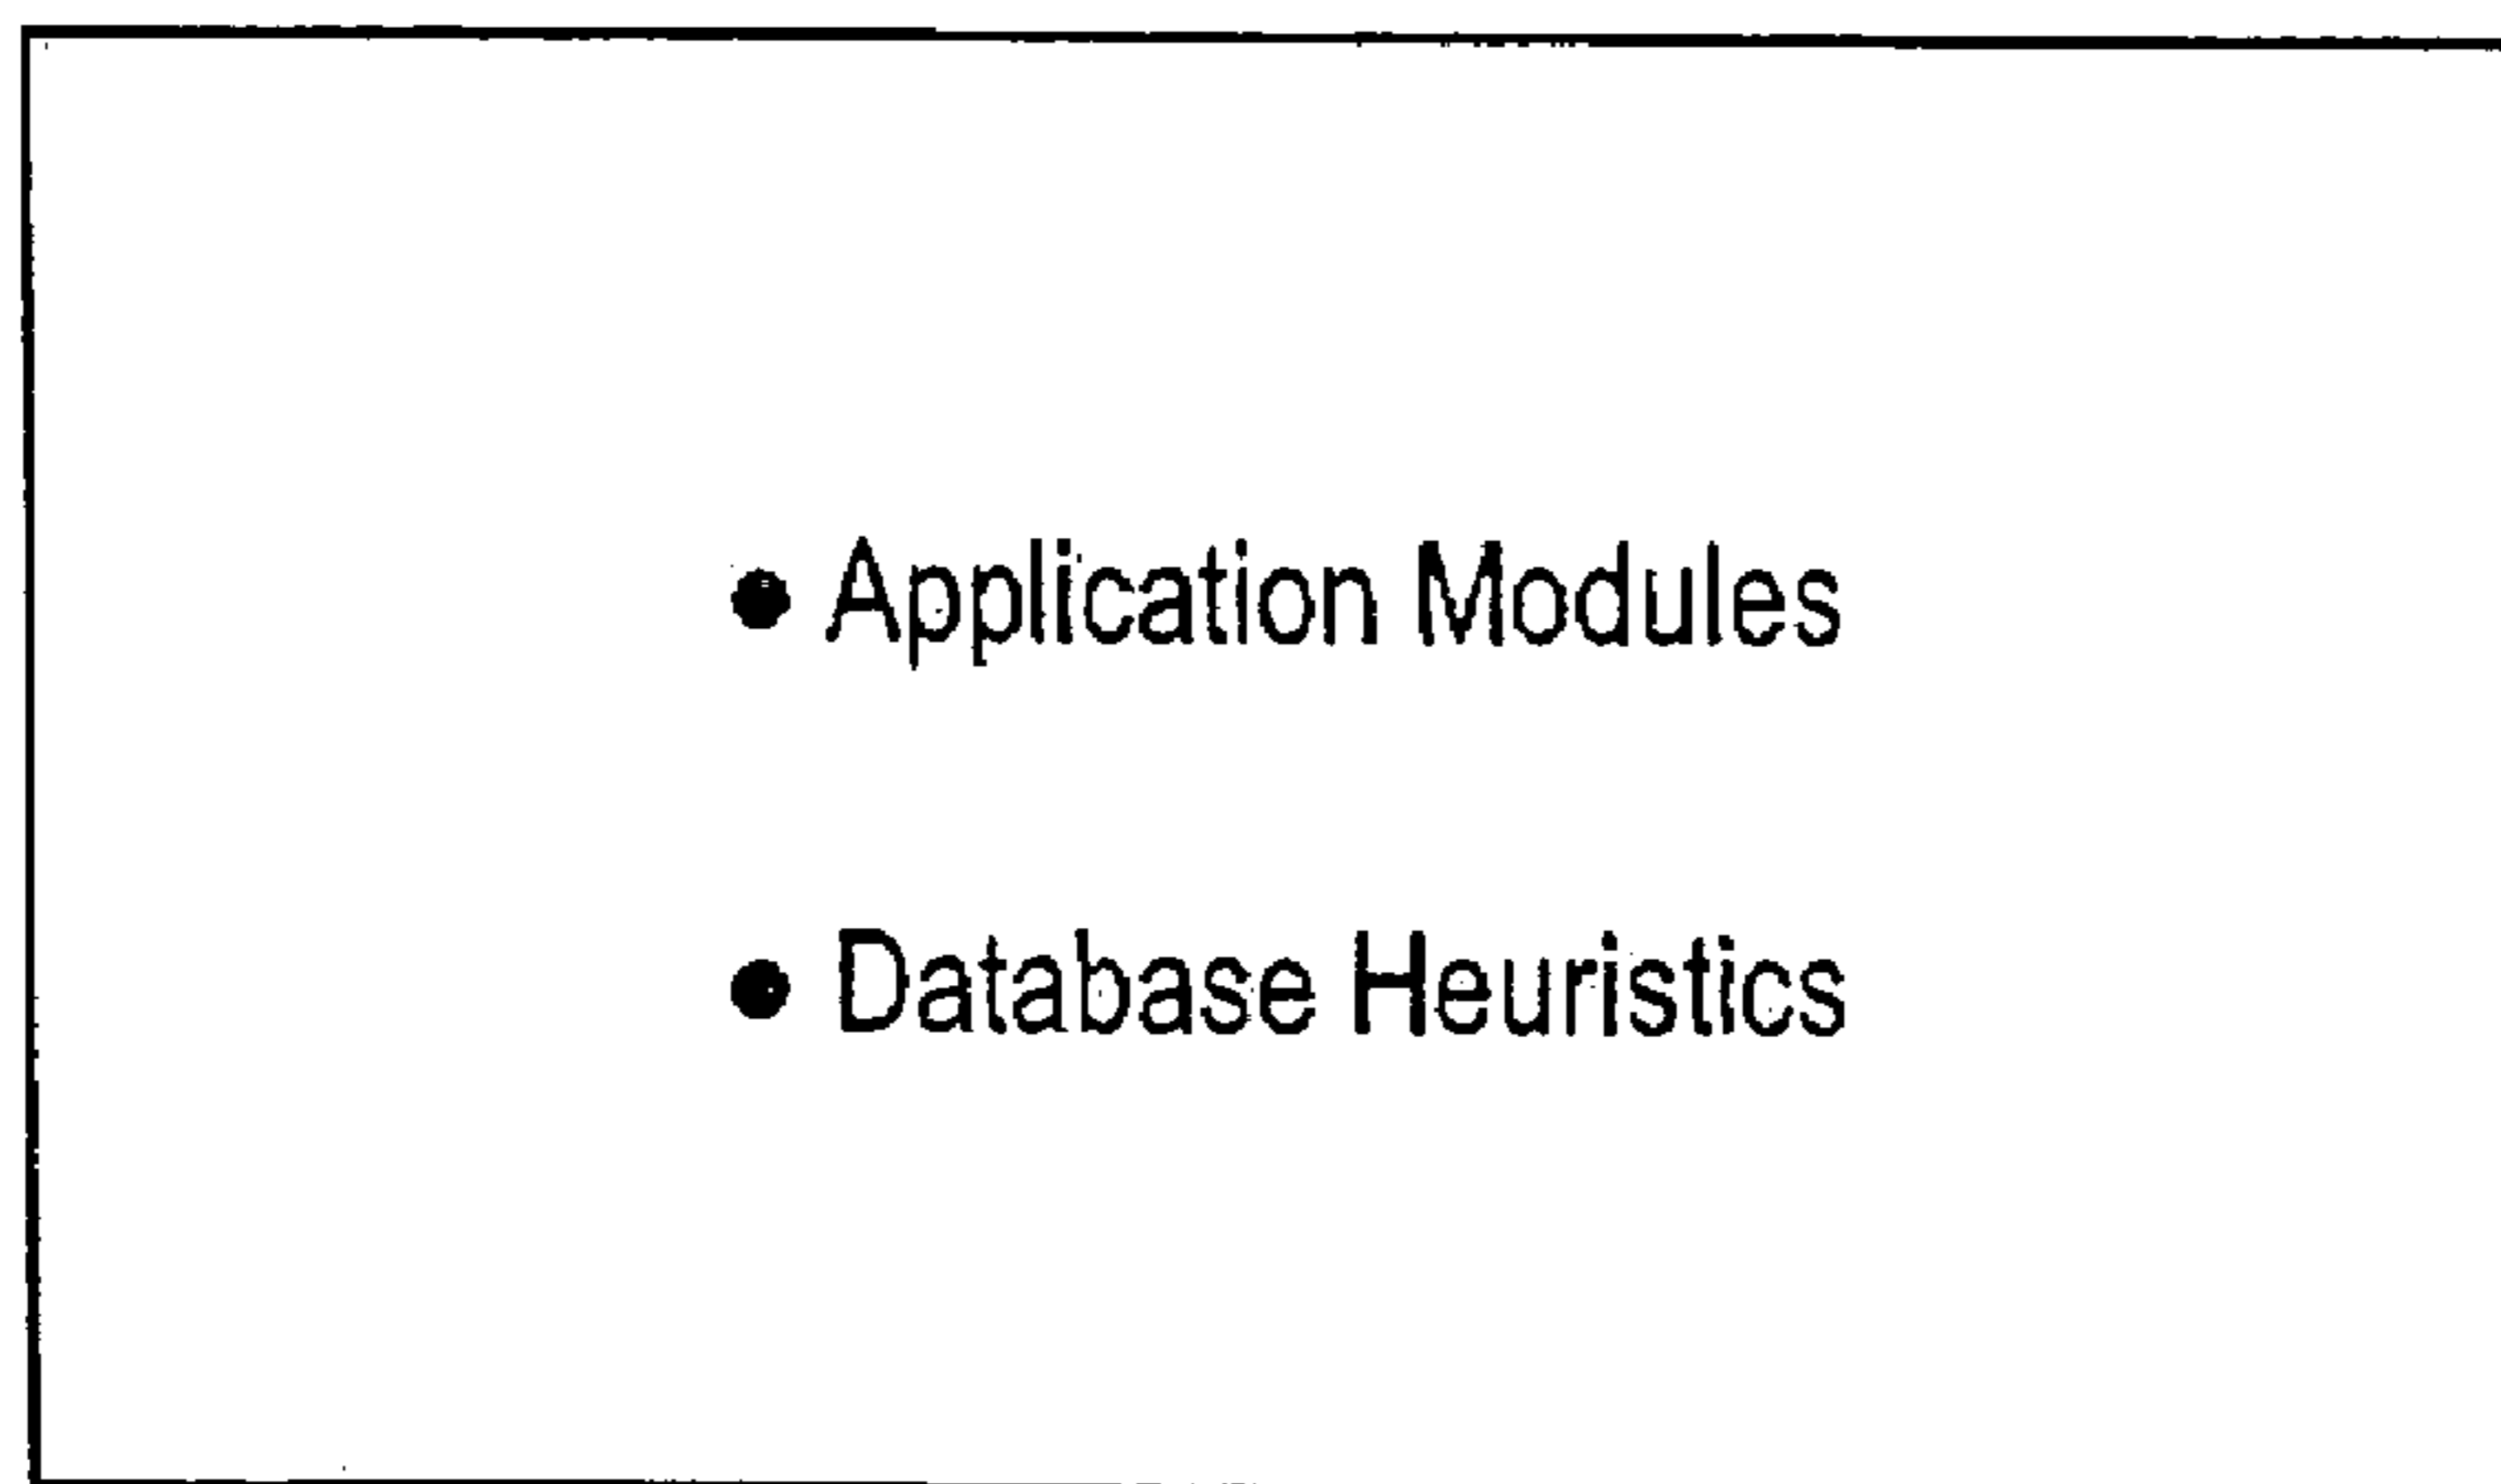 • Application Modules
• Database Heuristics